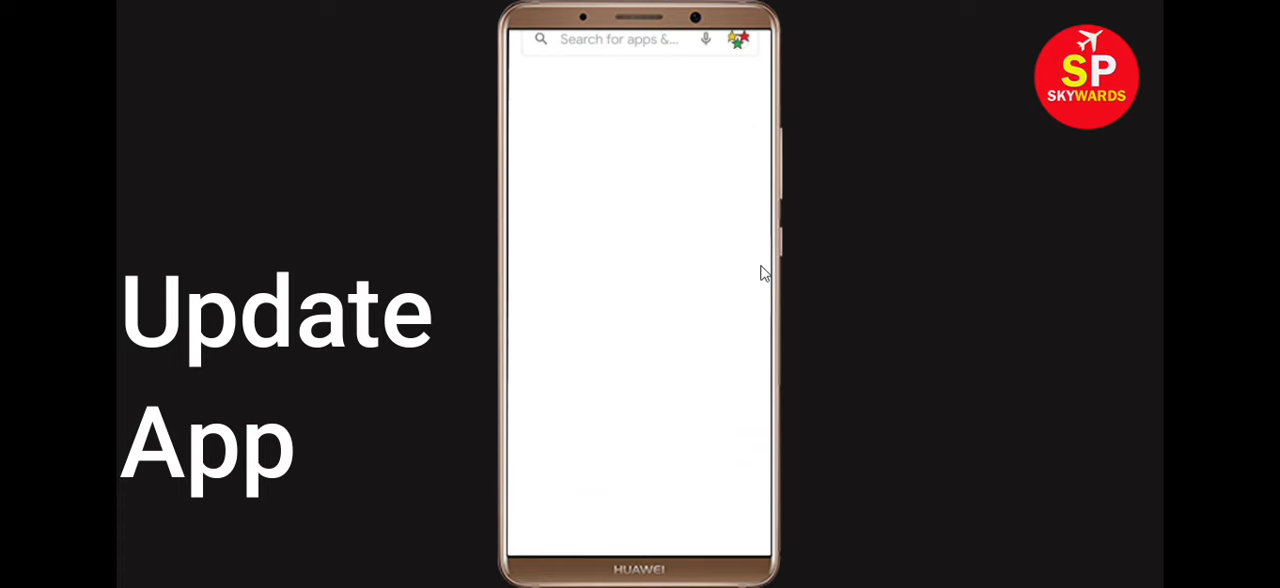 Search for apps &...
SP
SKYWARDS
Update
App
HUAWEI